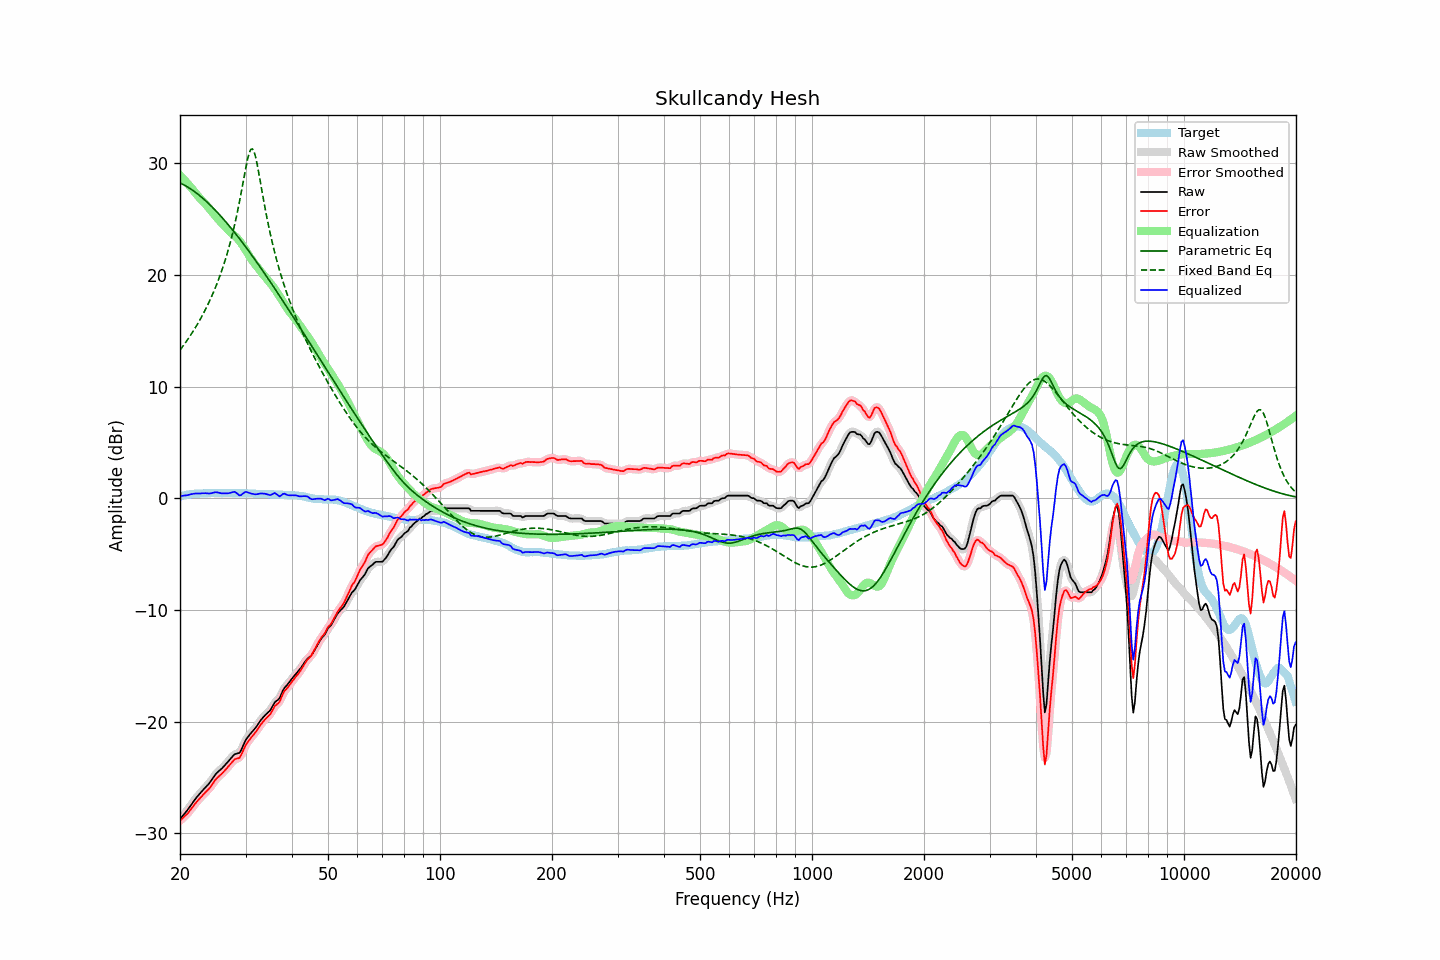 Skullcandy Hesh
Target
Raw Smoothed
Error Smoothed
Raw
Error
Equalization
Parametric Eq
Fixed Band Eq
Equalized
Amplitude (dBr)
30
20
10
0
−10
−20
−30
20 50 100 200 500 1000 2000 5000 10000 20000
Frequency (Hz)